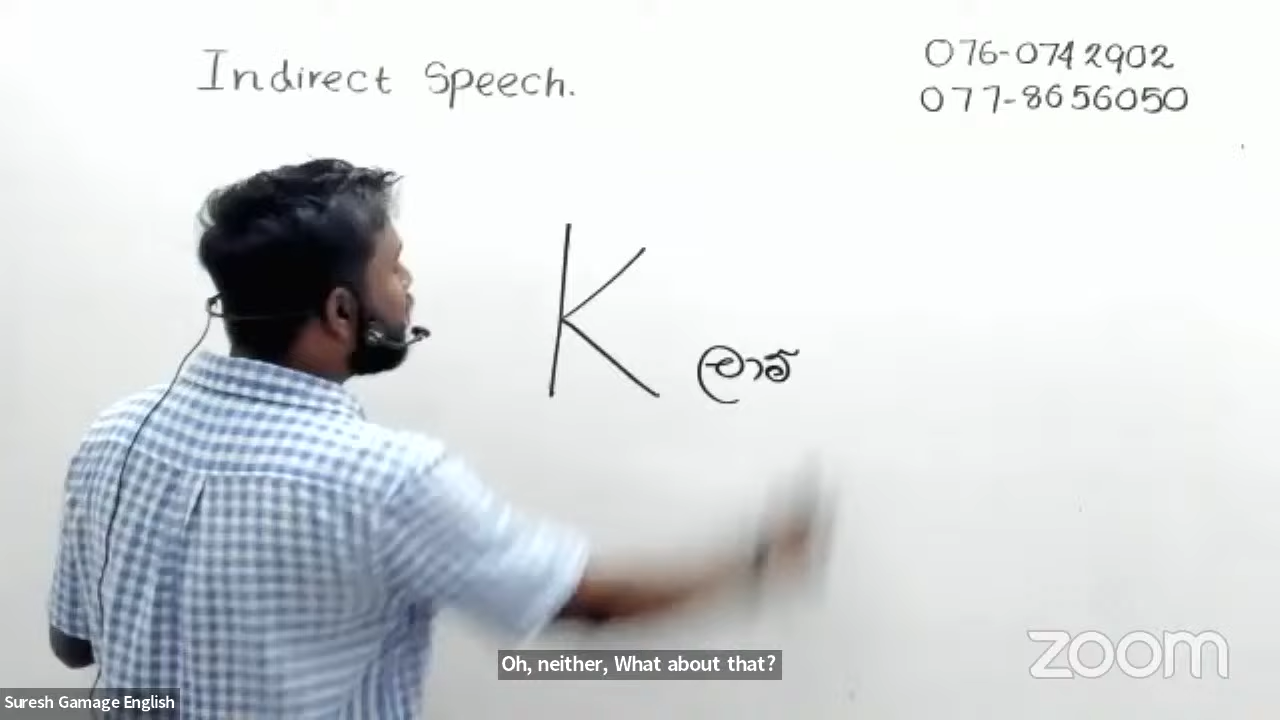 Indirect Speech.
076-0742902
077-8656050
K ලාව්
Oh, neither, What about that?
Suresh Gamage English
zoom